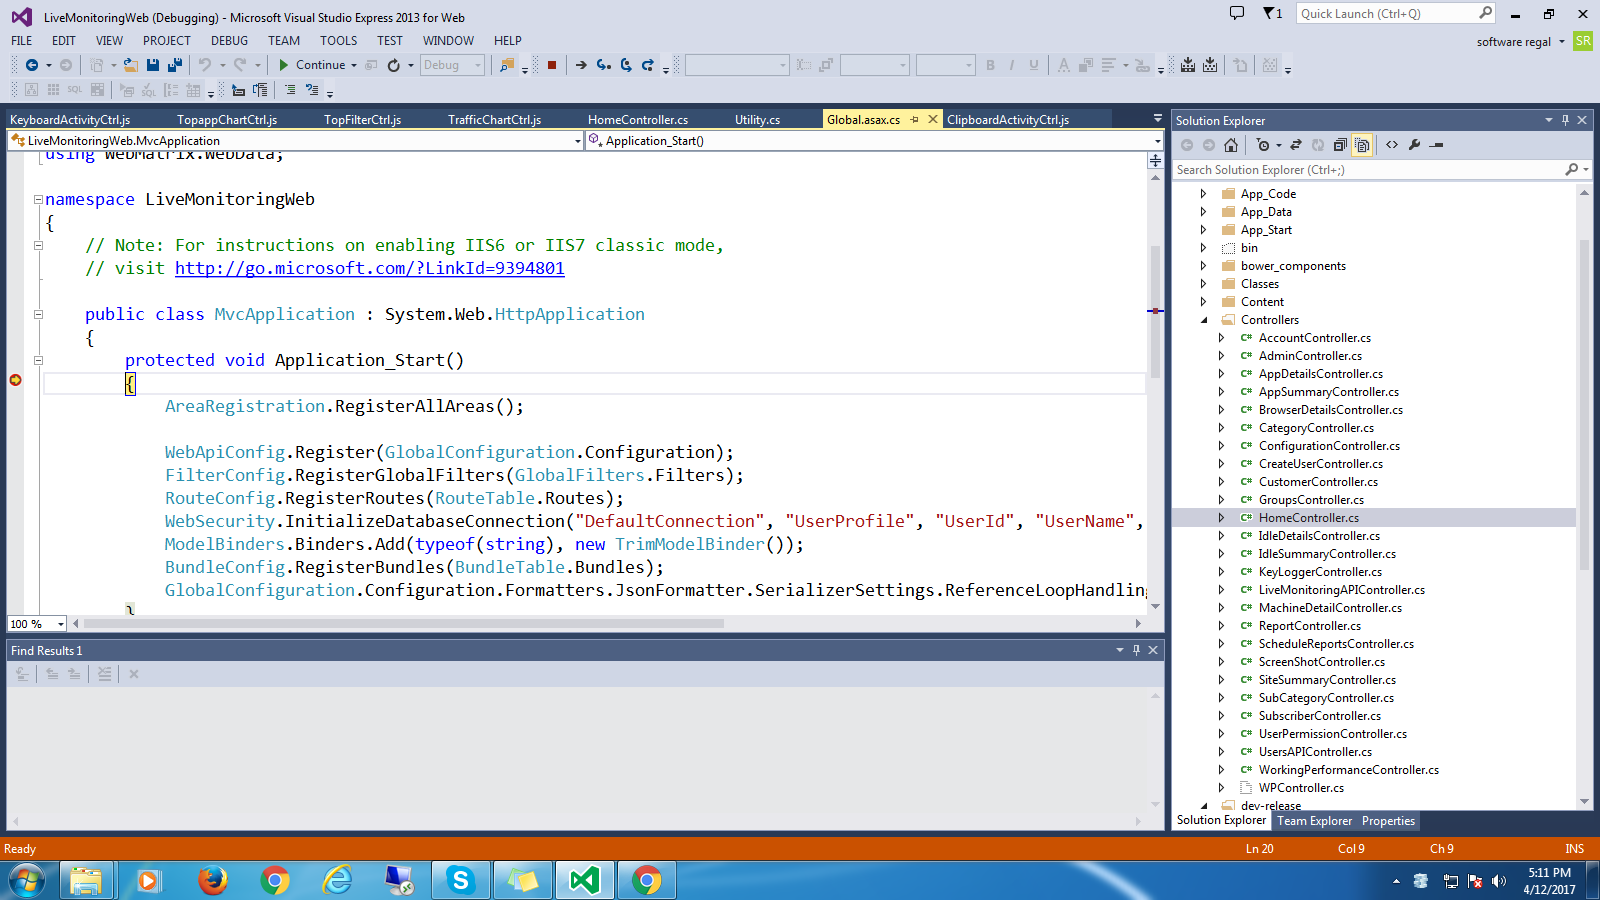 LiveMonitoringWeb (Debugging) - Microsoft Visual Studio Express 2013 for Web
1
Quick Launch (Ctrl+Q)
FILE EDIT VIEW PROJECT DEBUG TEAM TOOLS TEST WINDOW HELP
software regal SR
Continue Debug
B I U A
SQL SQL
KeyboardActivityCtrl.js TopappChartCtrl.js TopFilterCtrl.js TrafficChartCtrl.js HomeController.cs Utility.cs Global.asax.cs ClipboardActivityCtrl.js
LiveMonitoringWeb.MvcApplication Application_Start()
using WebMatrix.WebData;
namespace LiveMonitoringWeb
{
// Note: For instructions on enabling IIS6 or IIS7 classic mode,
// visit http://go.microsoft.com/?LinkId=9394801
public class MvcApplication : System.Web.HttpApplication
{
protected void Application_Start()
{
AreaRegistration.RegisterAllAreas();
WebApiConfig.Register(GlobalConfiguration.Configuration);
FilterConfig.RegisterGlobalFilters(GlobalFilters.Filters);
RouteConfig.RegisterRoutes(RouteTable.Routes);
WebSecurity.InitializeDatabaseConnection("DefaultConnection", "UserProfile", "UserId", "UserName",
ModelBinders.Binders.Add(typeof(string), new TrimModelBinder());
BundleConfig.RegisterBundles(BundleTable.Bundles);
GlobalConfiguration.Configuration.Formatters.JsonFormatter.SerializerSettings.ReferenceLoopHandling
}
100 %
Find Results 1
Solution Explorer
Search Solution Explorer (Ctrl+;)
App_Code
App_Data
App_Start
bin
bower_components
Classes
Content
Controllers
C# AccountController.cs
C# AdminController.cs
C# AppDetailsController.cs
C# AppSummaryController.cs
C# BrowserDetailsController.cs
C# CategoryController.cs
C# ConfigurationController.cs
C# CreateUserController.cs
C# CustomerController.cs
C# GroupsController.cs
C# HomeController.cs
C# IdleDetailsController.cs
C# IdleSummaryController.cs
C# KeyLoggerController.cs
C# LiveMonitoringAPIController.cs
C# MachineDetailController.cs
C# ReportController.cs
C# ScheduleReportsController.cs
C# ScreenShotController.cs
C# SiteSummaryController.cs
C# SubCategoryController.cs
C# SubscriberController.cs
C# UserPermissionController.cs
C# UsersAPIController.cs
C# WorkingPerformanceController.cs
WPController.cs
dev-release
Solution Explorer Team Explorer Properties
Ready Ln 20 Col 9 Ch 9 INS
5:11 PM
4/12/2017